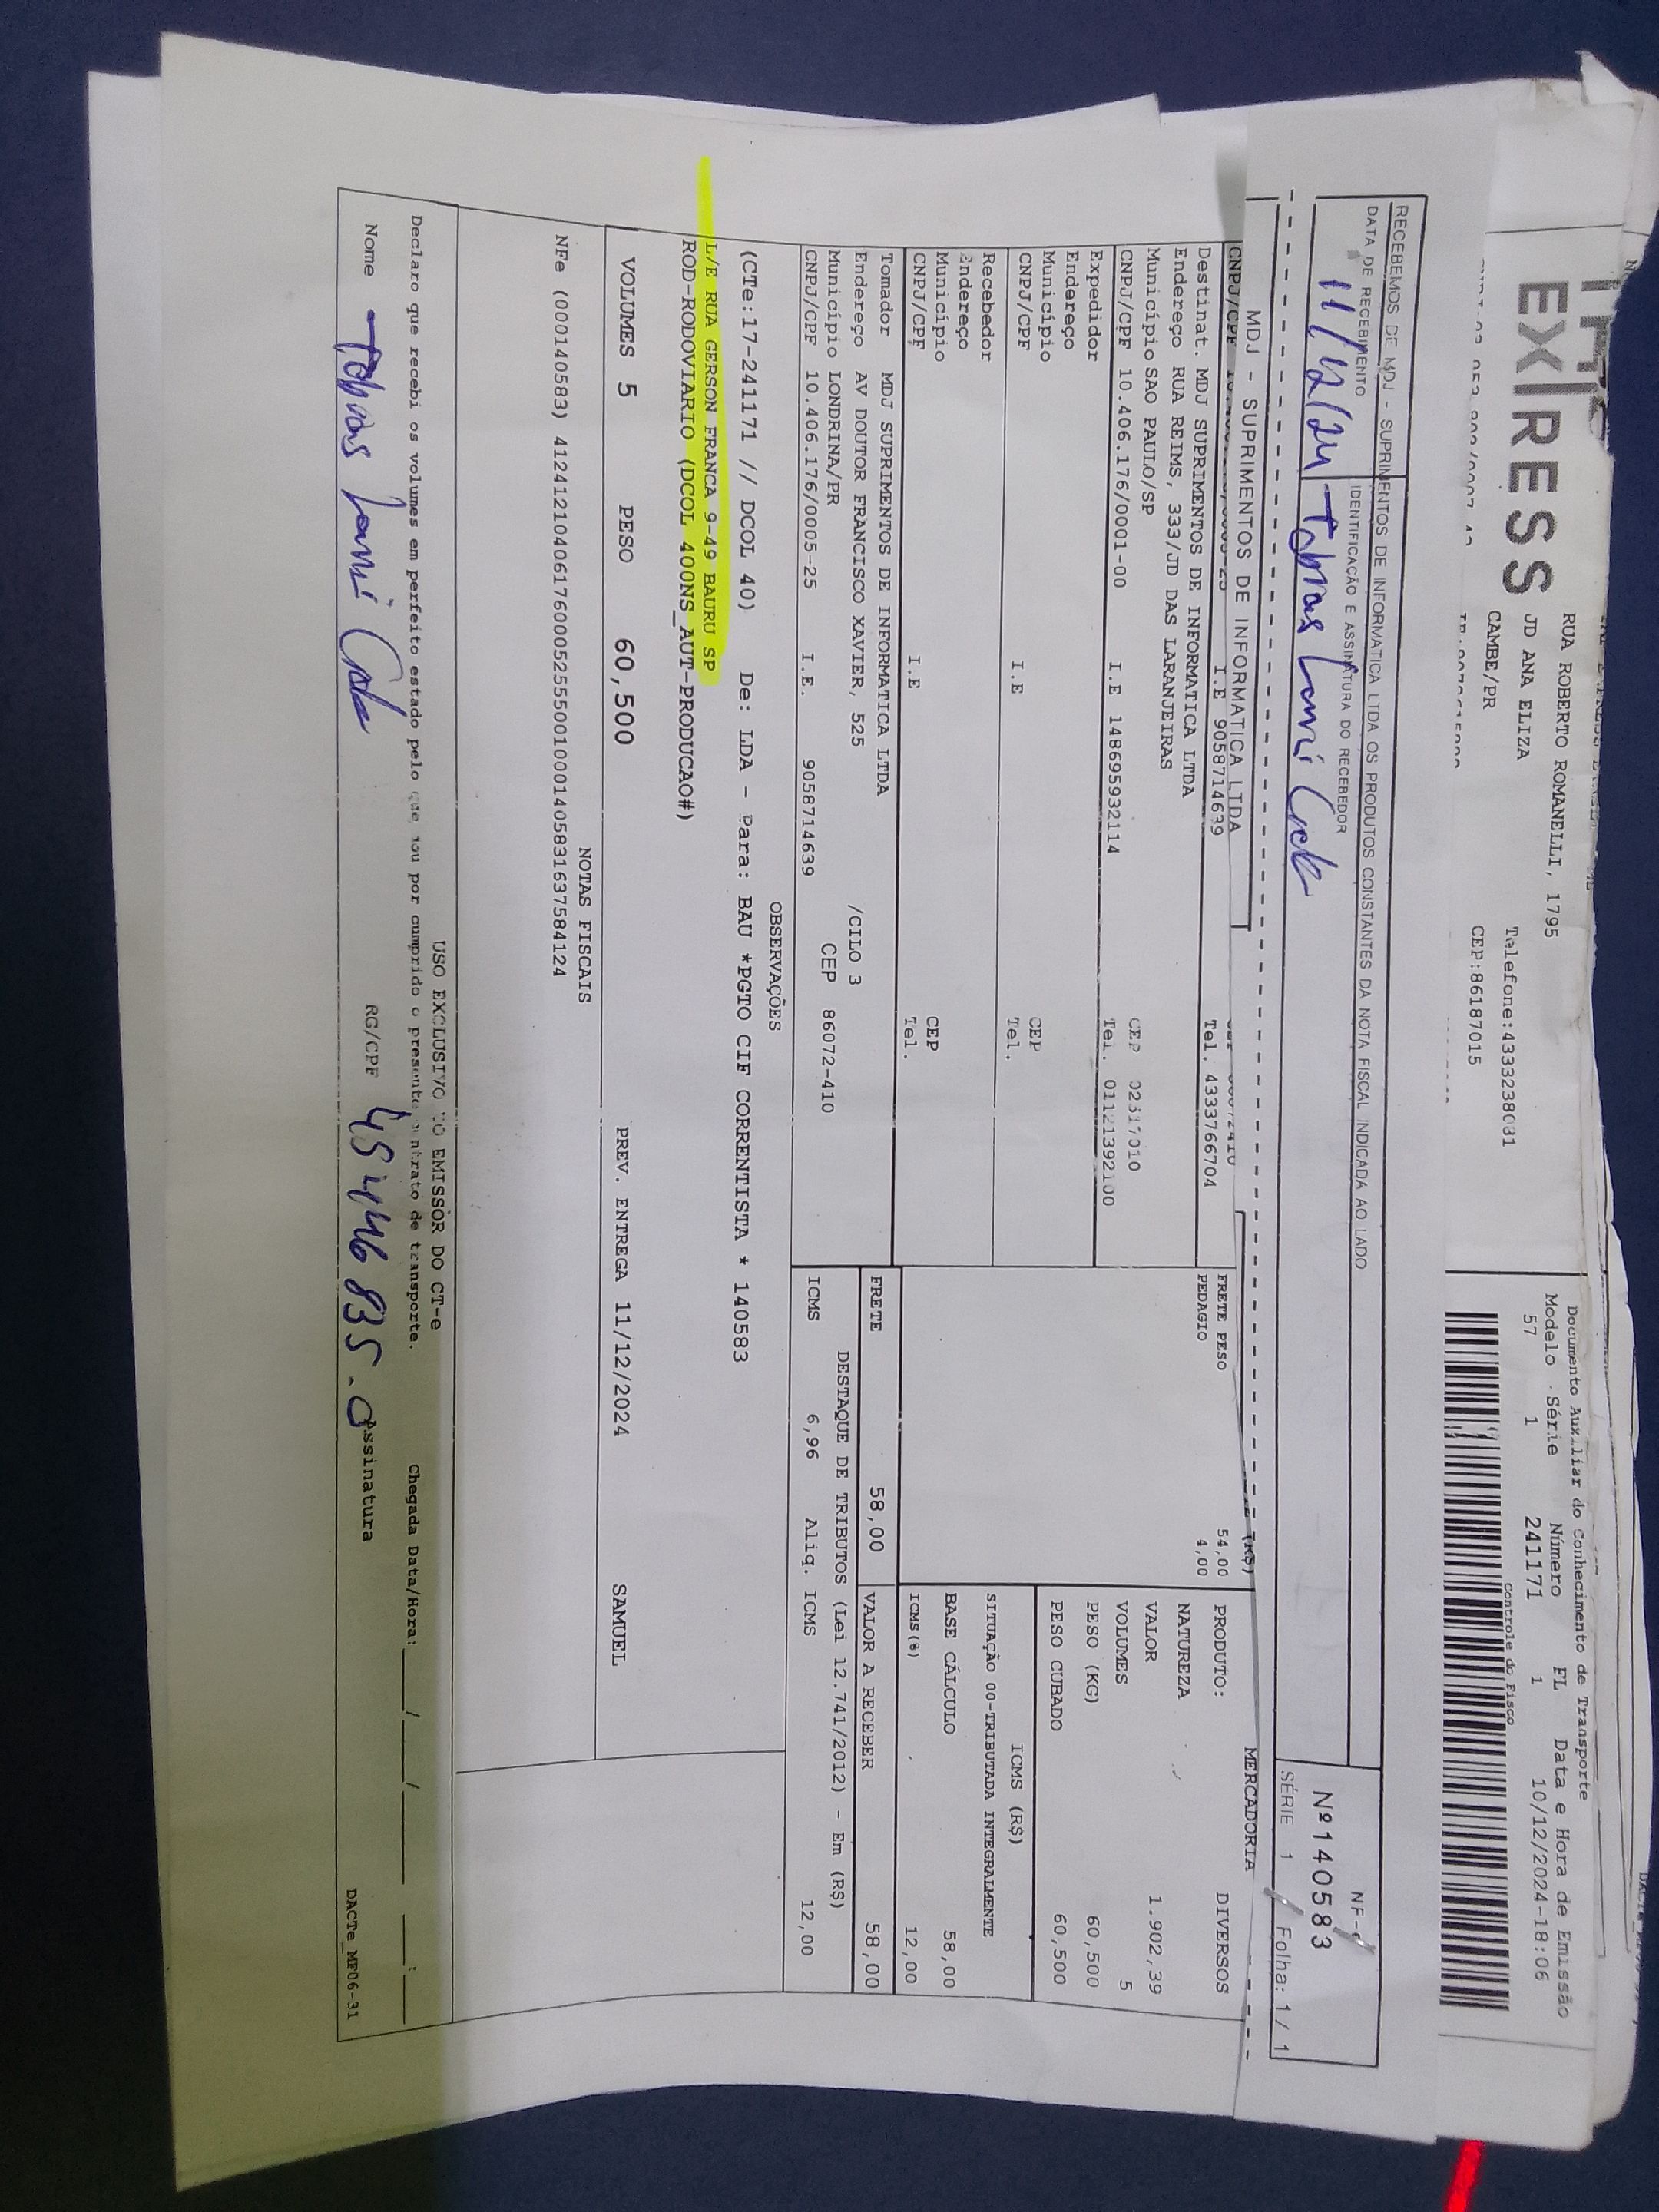 EX RESS
RUA ROBERTO ROMANELLI, 1795
JD ANA ELIZA
CAMBE/PR
Telefone:4333238031
CEP:86187015
Documento Auxiliar do Conhecimento de Transporte
Modelo Série Número FL Data e Hora de Emissão
57 1 241171 1 10/12/2024-18:06
Controle do Fisco
RECEBEMOS DE MDJ - SUPRIMENTOS DE INFORMATICA LTDA OS PRODUTOS CONSTANTES DA NOTA FISCAL INDICADA AO LADO
DATA DE RECEBIMENTO
11/12/24
IDENTIFICAÇÃO E ASSINATURA DO RECEBEDOR
NF-e
Nº140583
SÉRIE 1 / Folha: 1 / 1
MDJ - SUPRIMENTOS DE INFORMATICA LTDA
CNPJ/CPF
I.E 9058714639
Destinat. MDJ SUPRIMENTOS DE INFORMATICA LTDA
Tel. 4333766704
Endereço RUA REIMS, 333/JD DAS LARANJEIRAS
Município SAO PAULO/SP
CEP 02517010
CNPJ/CPF 10.406.176/0001-00 I.E 148695932114 Tel. 01121392100
Expedidor
Endereço
Município CEP
CNPJ/CPF I.E Tel.
Recebedor
Endereço
Município CEP
CNPJ/CPF I.E Tel.
Tomador MDJ SUPRIMENTOS DE INFORMATICA LTDA
Endereço AV DOUTOR FRANCISCO XAVIER, 525 /CILO 3
Município LONDRINA/PR CEP 86072-410
CNPJ/CPF 10.406.176/0005-25 I.E. 9058714639
FRETE PESO 54,00
PEDAGIO 4,00
MERCADORIA
PRODUTO: DIVERSOS
NATUREZA
VALOR 1.902,39
VOLUMES 5
PESO (KG) 60,500
PESO CUBADO 60,500
ICMS (R$)
SITUAÇÃO 00-TRIBUTADA INTEGRALMENTE
BASE CÁLCULO 58,00
ICMS(%) 12,00
FRETE 58,00 VALOR A RECEBER 58,00
DESTAQUE DE TRIBUTOS (Lei 12.741/2012) - Em (R$)
ICMS 6,96 Aliq. ICMS 12,00
OBSERVAÇÕES
(CTe:17-241171 // DCOL 40) De: LDA - Para: BAU *PGTO CIF CORRENTISTA * 140583
L/E RUA GERSON FRANCA 9-49 BAURU SP
ROD-RODOVIARIO (DCOL 400NS_AUT-PRODUCAO#)
VOLUMES 5 PESO 60,500 PREV. ENTREGA 11/12/2024 SAMUEL
NOTAS FISCAIS
NFe (000140583) 41241210406176000525550010001405831637584124
USO EXCLUSIVO DO EMISSOR DO CT-e
Declaro que recebi os volumes em perfeito estado pelo que dou por cumprido o presente contrato de transporte.
Chegada Data/Hora:____/____/____ ___:___
Nome
RG/CPF 45446835-0
Assinatura
DACTe_MF06-31